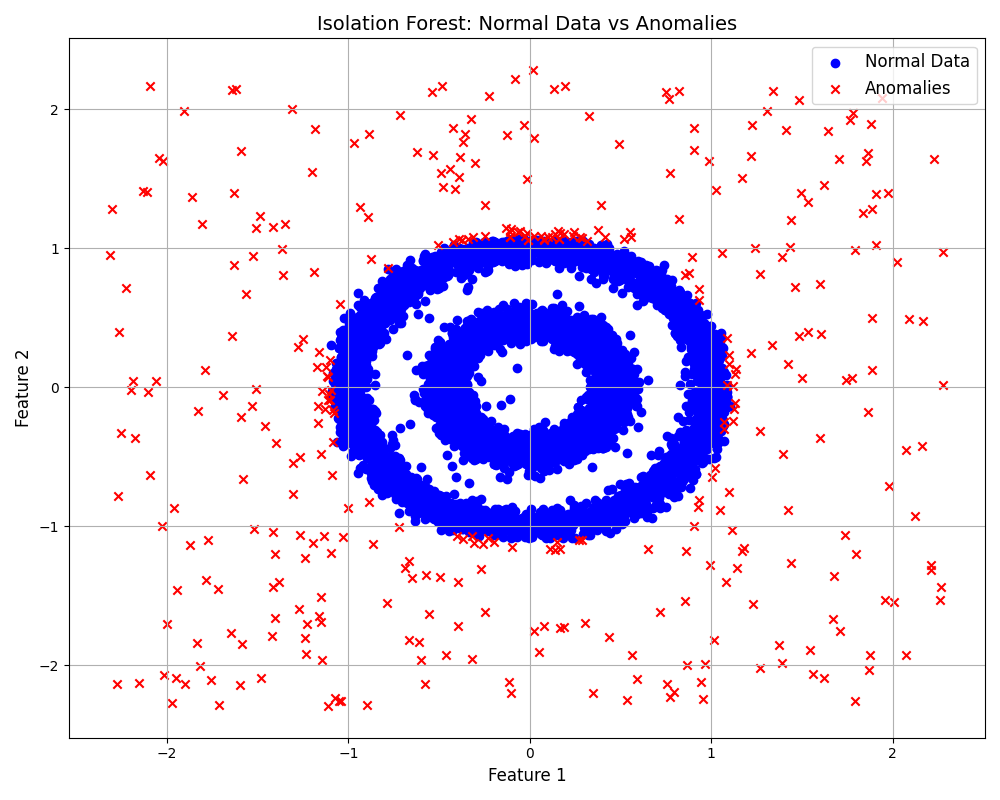 Isolation Forest: Normal Data vs Anomalies
Normal Data
Anomalies
2
1
0
−1
−2
Feature 2
−2
−1
0
1
2
Feature 1